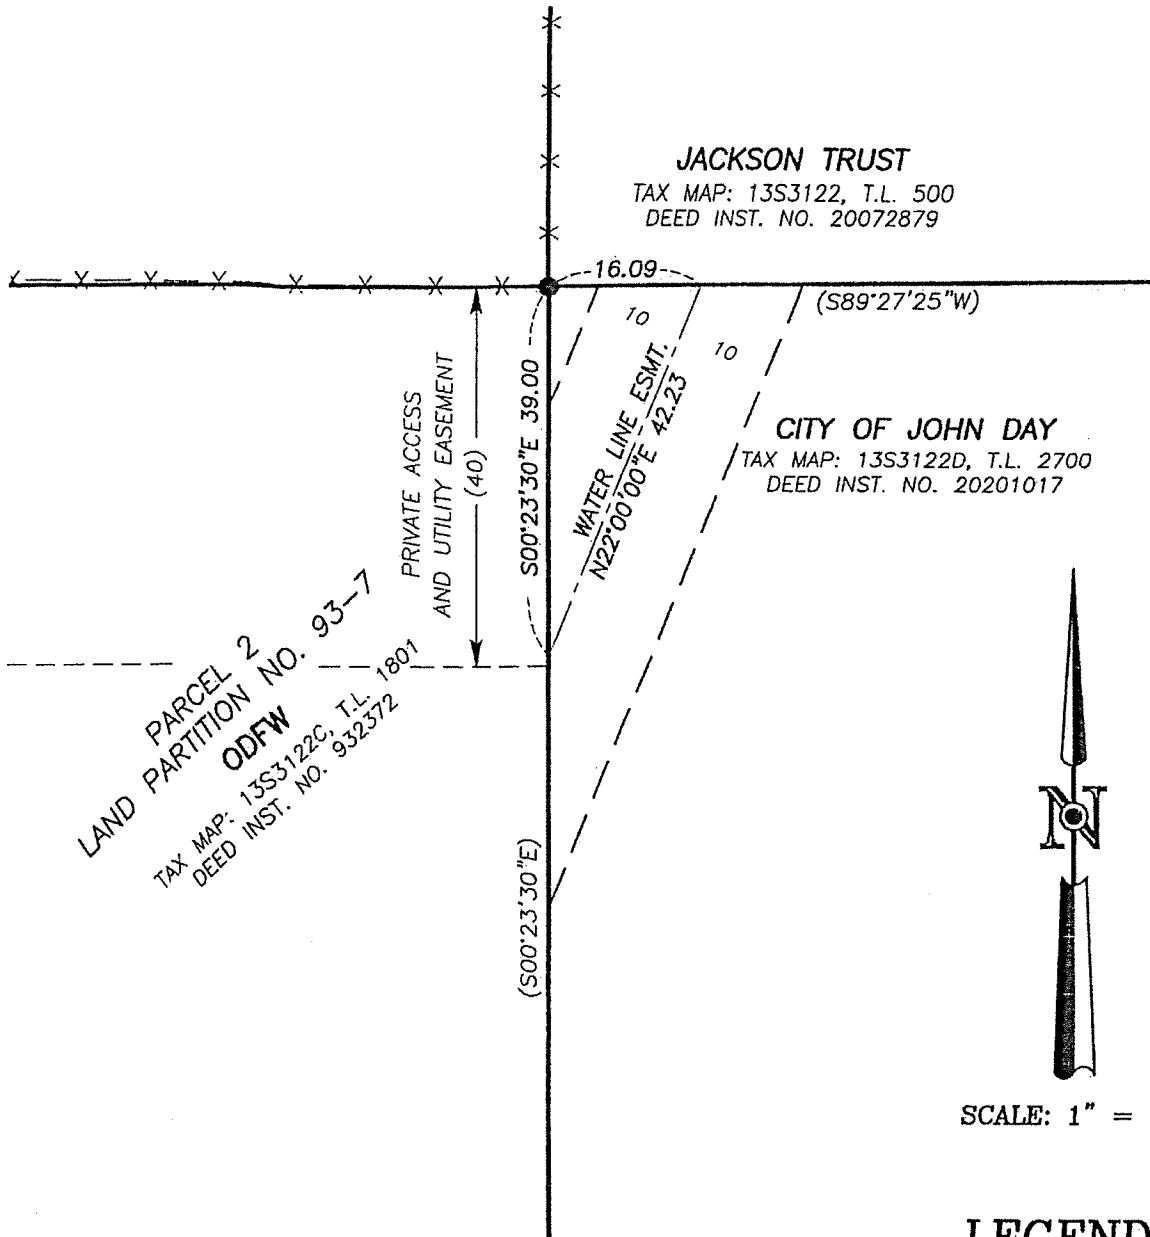 JACKSON TRUST
TAX MAP: 13S3122, T.L. 500
DEED INST. NO. 20072879
16.09
(S89°27'25"W)
10
10
PRIVATE ACCESS
AND UTILITY EASEMENT
(40)
S00°23'30"E 39.00
WATER LINE ESMT.
N22°00'00"E 42.23
CITY OF JOHN DAY
TAX MAP: 13S3122D, T.L. 2700
DEED INST. NO. 20201017
PARCEL 2
LAND PARTITION NO. 93-7
ODFW
TAX MAP: 13S3122C, T.L. 1801
DEED INST. NO. 932372
(S00°23'30"E)
N
SCALE: 1" =
LEGEND